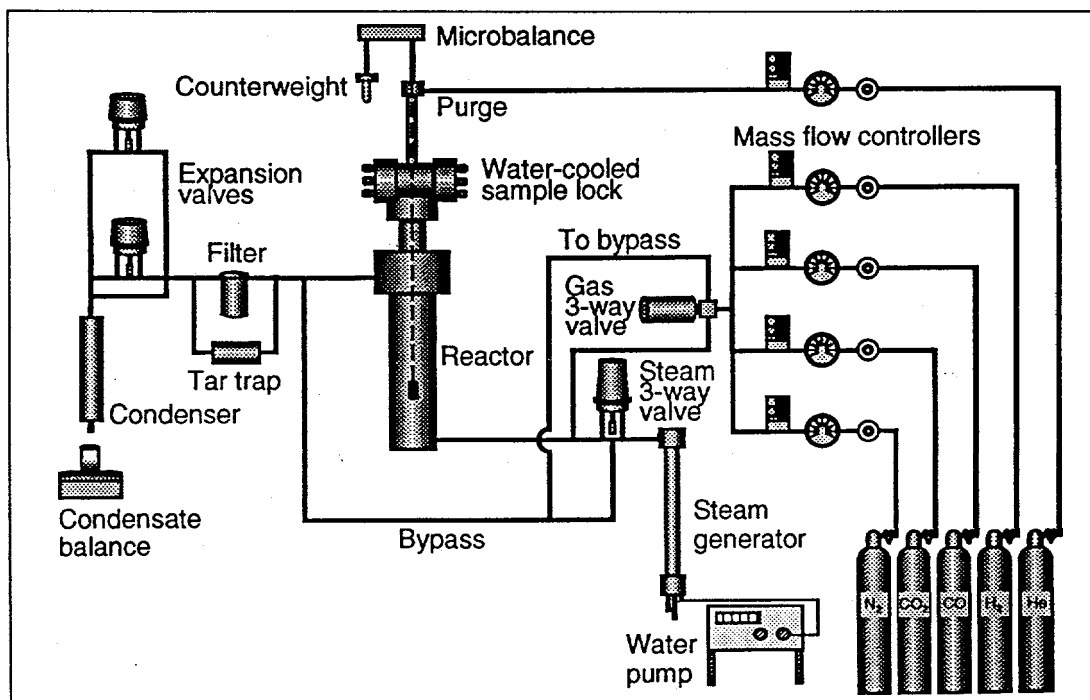 Microbalance
Counterweight
Purge
Mass flow controllers
Expansion
valves
Water-cooled
sample lock
Filter
To bypass
Gas
3-way
valve
Reactor
Tar trap
Steam
3-way
valve
Condenser
Condensate
balance
Bypass
Steam
generator
Water
pump
N₂
CO₂
CO
H₂
He